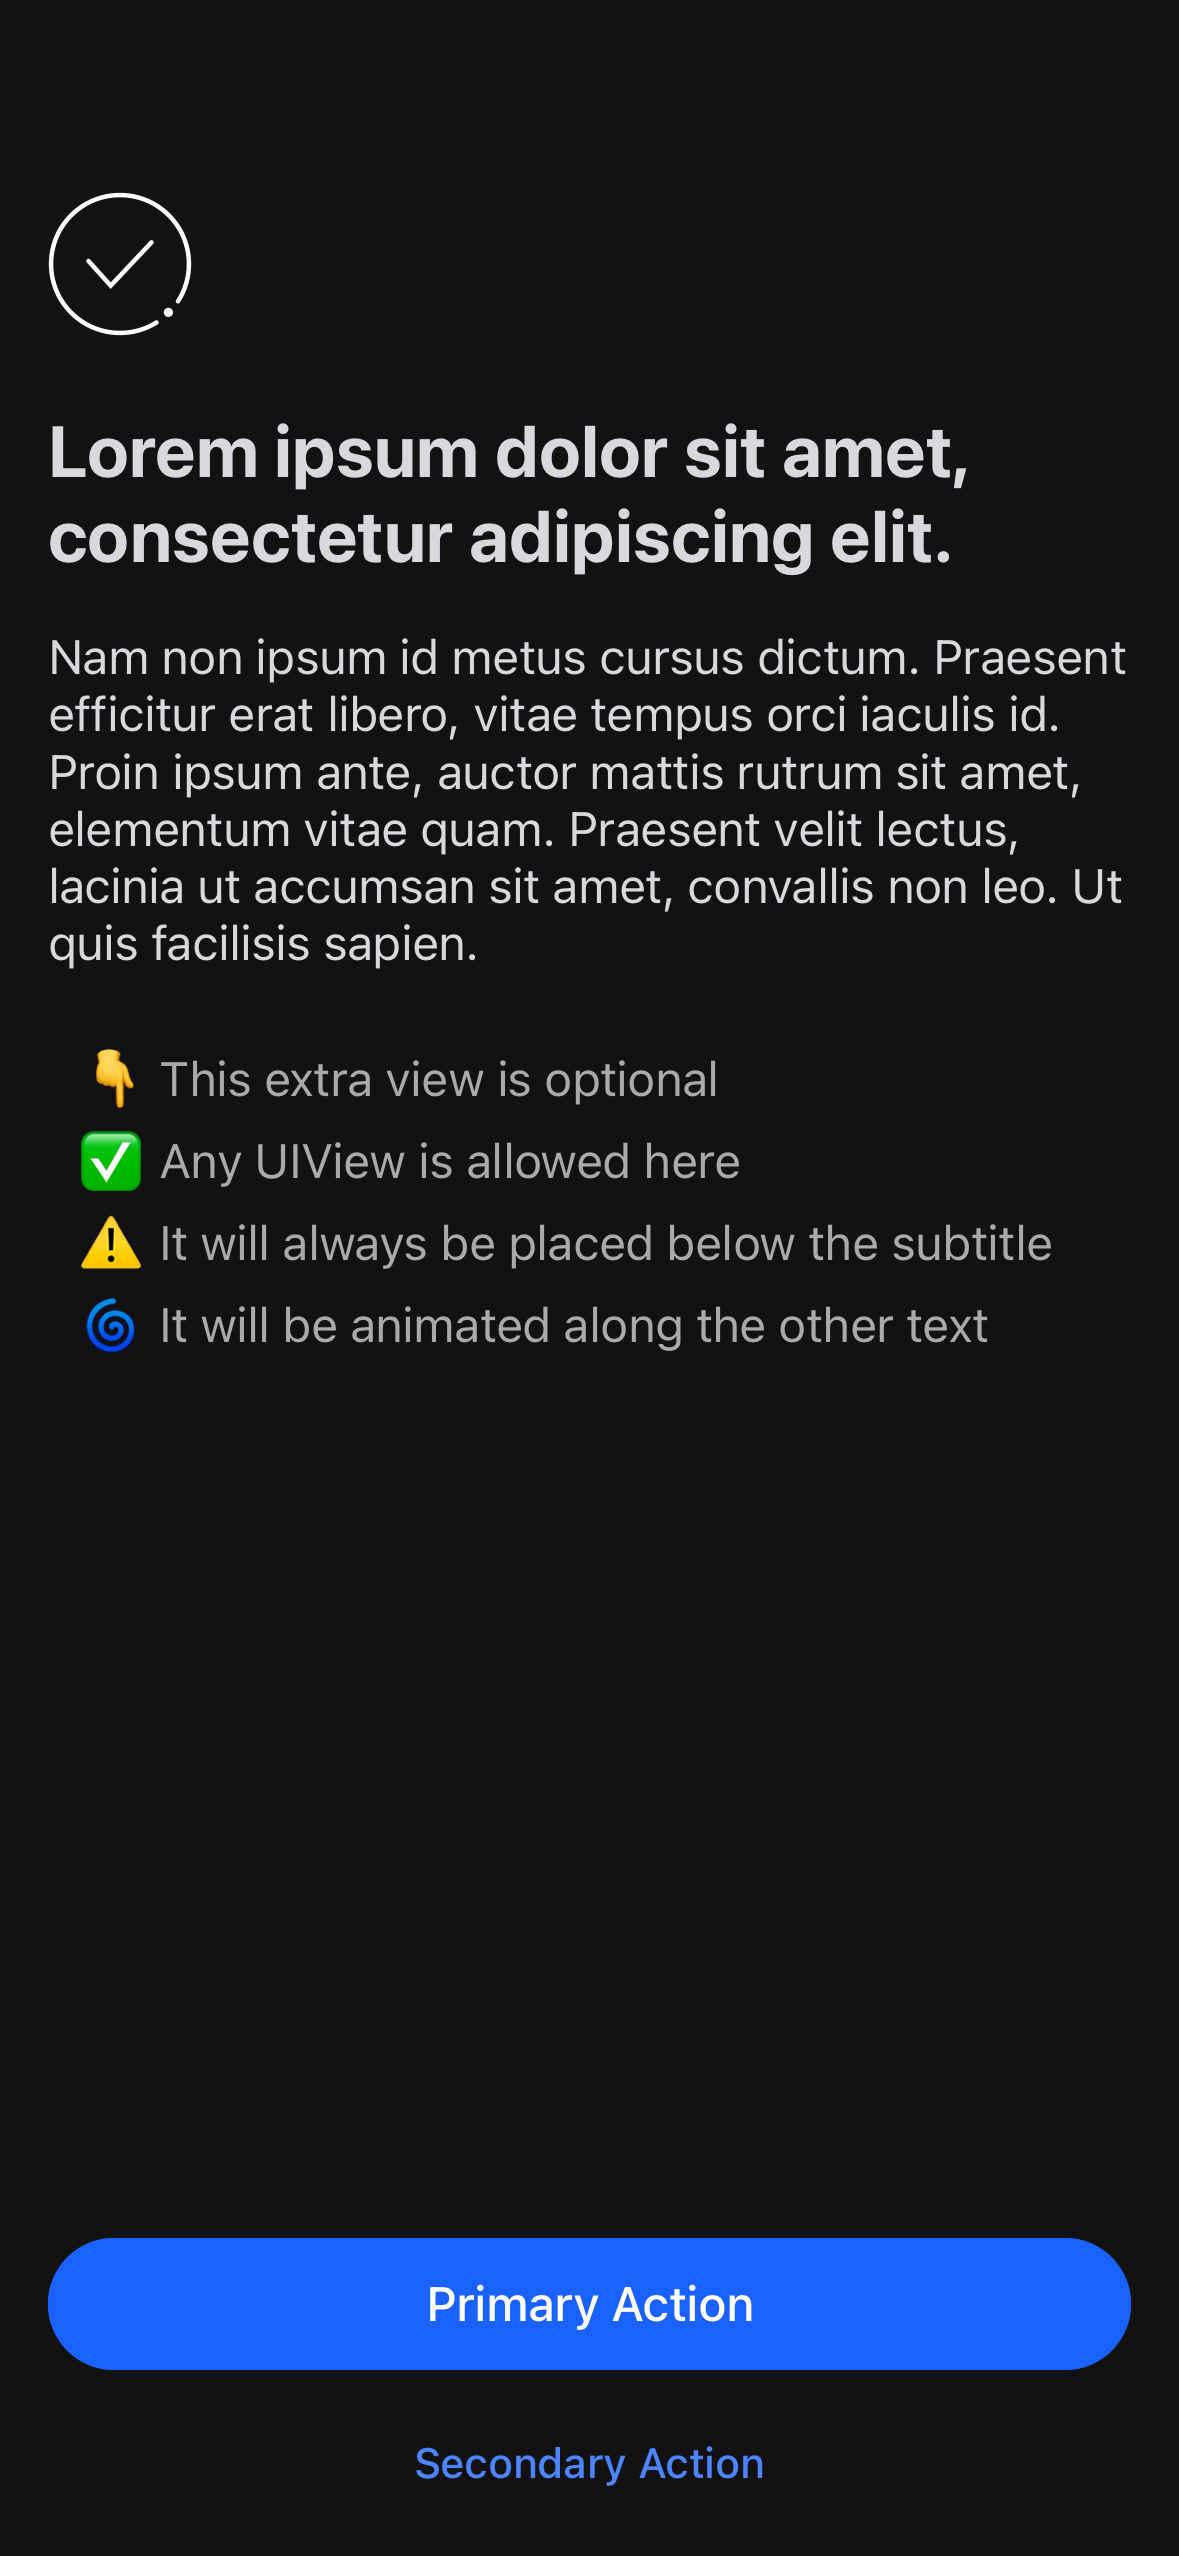 Lorem ipsum dolor sit amet,
consectetur adipiscing elit.
Nam non ipsum id metus cursus dictum. Praesent
efficitur erat libero, vitae tempus orci iaculis id.
Proin ipsum ante, auctor mattis rutrum sit amet,
elementum vitae quam. Praesent velit lectus,
lacinia ut accumsan sit amet, convallis non leo. Ut
quis facilisis sapien.
👇 This extra view is optional
✅ Any UIView is allowed here
⚠️ It will always be placed below the subtitle
🌀 It will be animated along the other text
Primary Action
Secondary Action